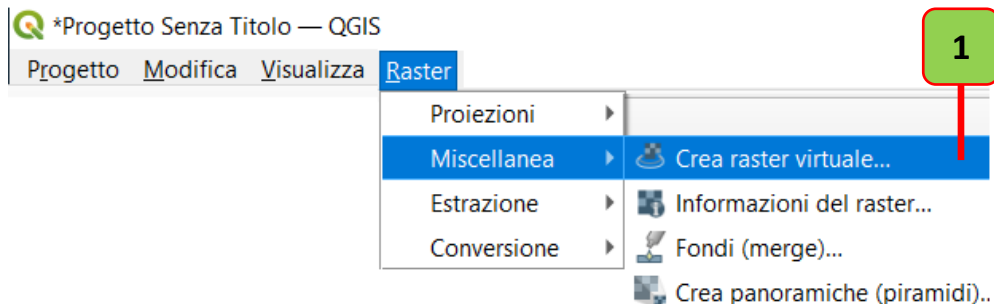 *Progetto Senza Titolo — QGIS
Progetto Modifica Visualizza Raster
1
Proiezioni
Miscellanea
Crea raster virtuale...
Estrazione
Informazioni del raster...
Conversione
Fondi (merge)...
Crea panoramiche (piramidi)..